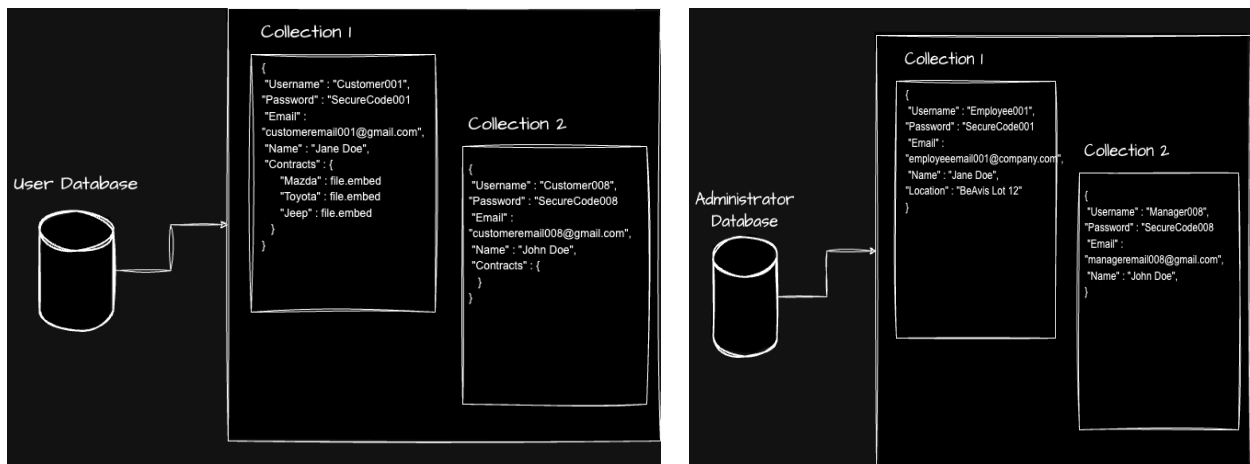 User Database
Collection 1
{
"Username" : "Customer001",
"Password" : "SecureCode001
"Email" :
"customeremail001@gmail.com",
"Name" : "Jane Doe",
"Contracts" : {
"Mazda" : file.embed
"Toyota" : file.embed
"Jeep" : file.embed
}
}
Collection 2
{
"Username" : "Customer008",
"Password" : "SecureCode008
"Email" :
"customeremail008@gmail.com",
"Name" : "John Doe",
"Contracts" : {
}
}
Administrator
Database
Collection 1
{
"Username" : "Employee001",
"Password" : "SecureCode001
"Email" :
"employeeemail001@company.com",
"Name" : "Jane Doe",
"Location" : "BeAvis Lot 12"
}
Collection 2
{
"Username" : "Manager008",
"Password" : "SecureCode008
"Email" :
"manageremail008@gmail.com",
"Name" : "John Doe",
}